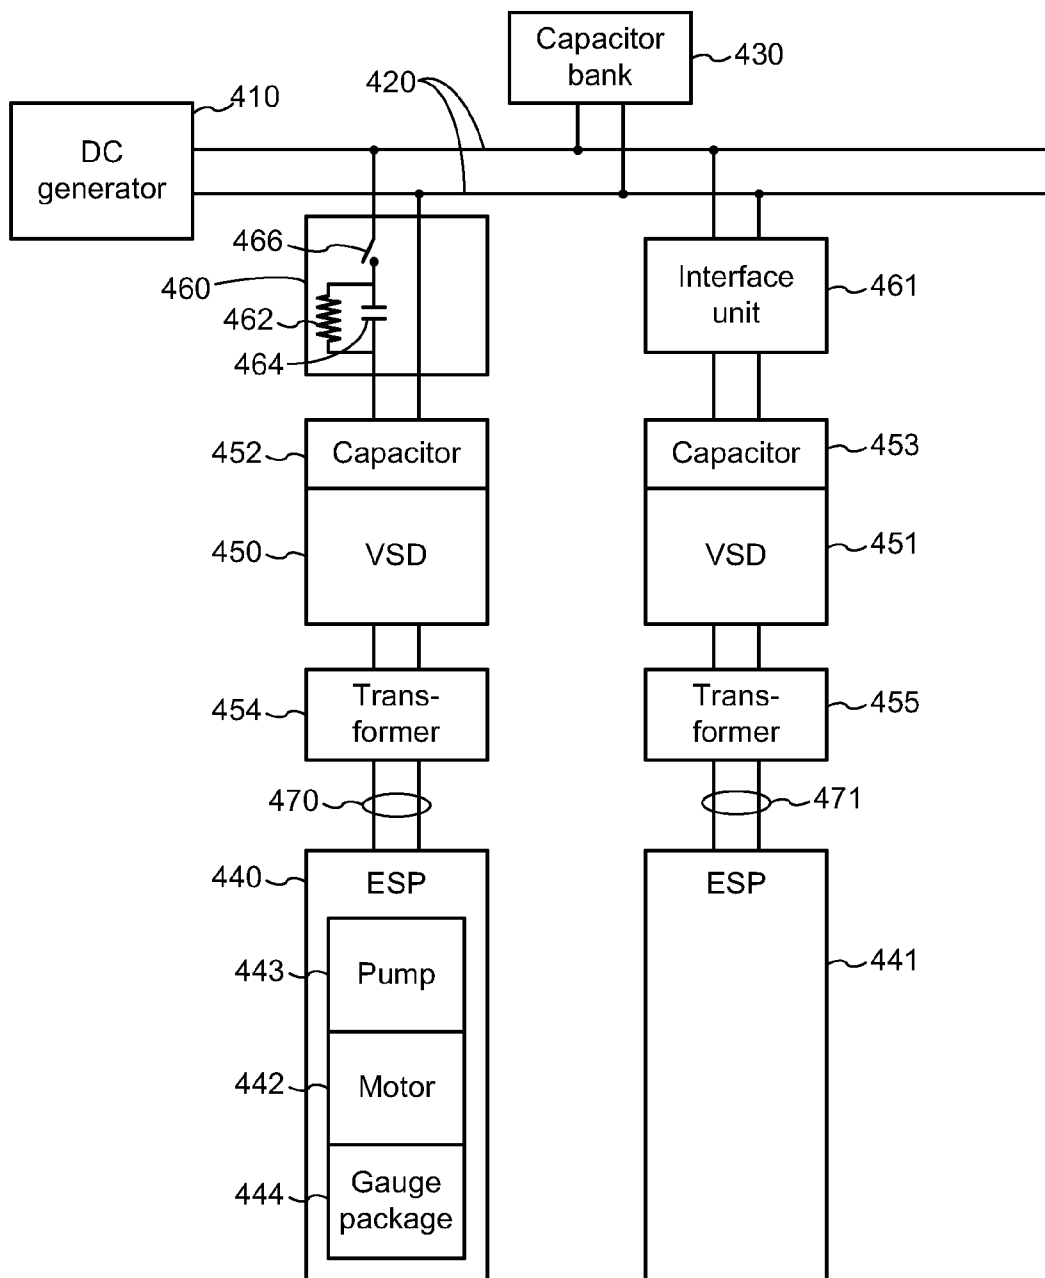 Capacitor
bank
430
420
410
DC
generator
466
460
462
464
Interface
unit
461
452
Capacitor
Capacitor
453
450
VSD
VSD
451
454
Trans-
former
Trans-
former
455
470
471
440
ESP
ESP
443
Pump
441
442
Motor
444
Gauge
package